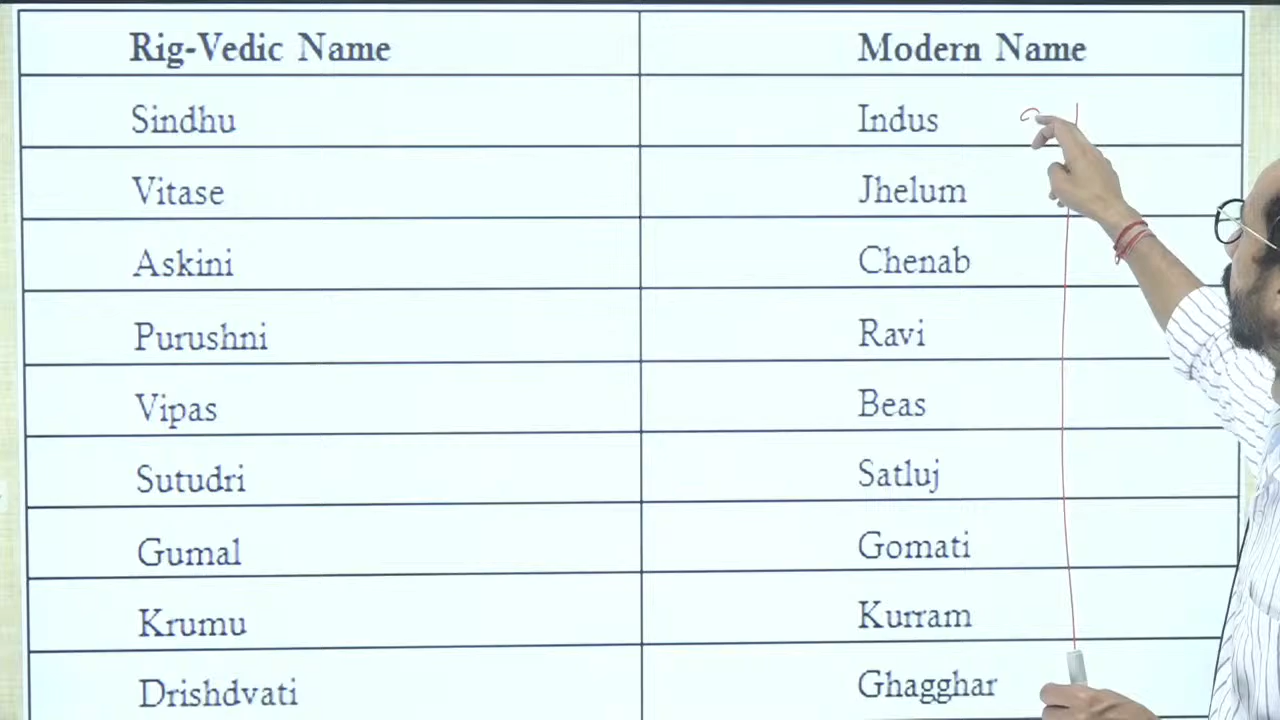 Rig-Vedic Name Modern Name
Sindhu Indus
Vitase Jhelum
Askini Chenab
Purushni Ravi
Vipas Beas
Sutudri Satluj
Gumal Gomati
Krumu Kurram
Drishdvati Ghagghar